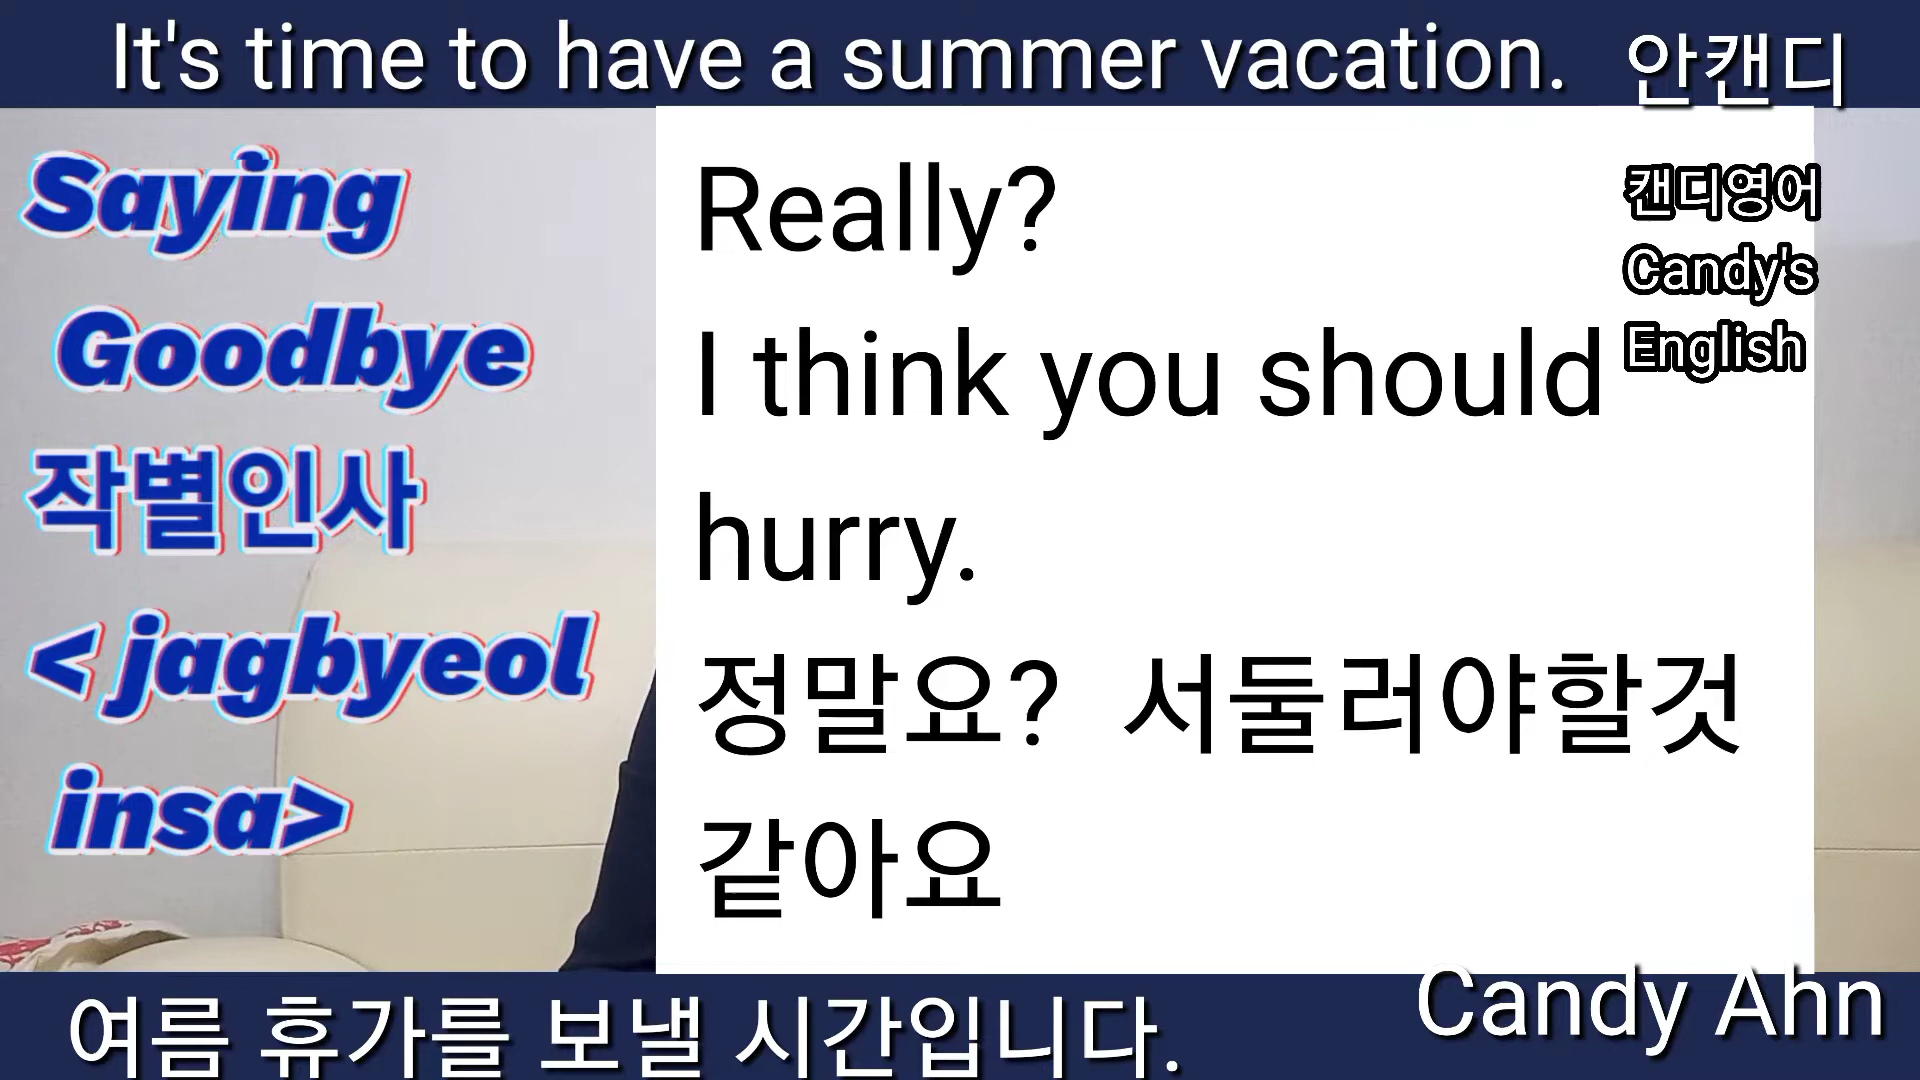 It's time to have a summer vacation.
안캔디
Saying
Goodbye
작별인사
< jagbyeol
insa>
Really?
I think you should
hurry.
정말요? 서둘러야할것
같아요
캔디영어
Candy's
English
여름 휴가를 보낼 시간입니다.
Candy Ahn